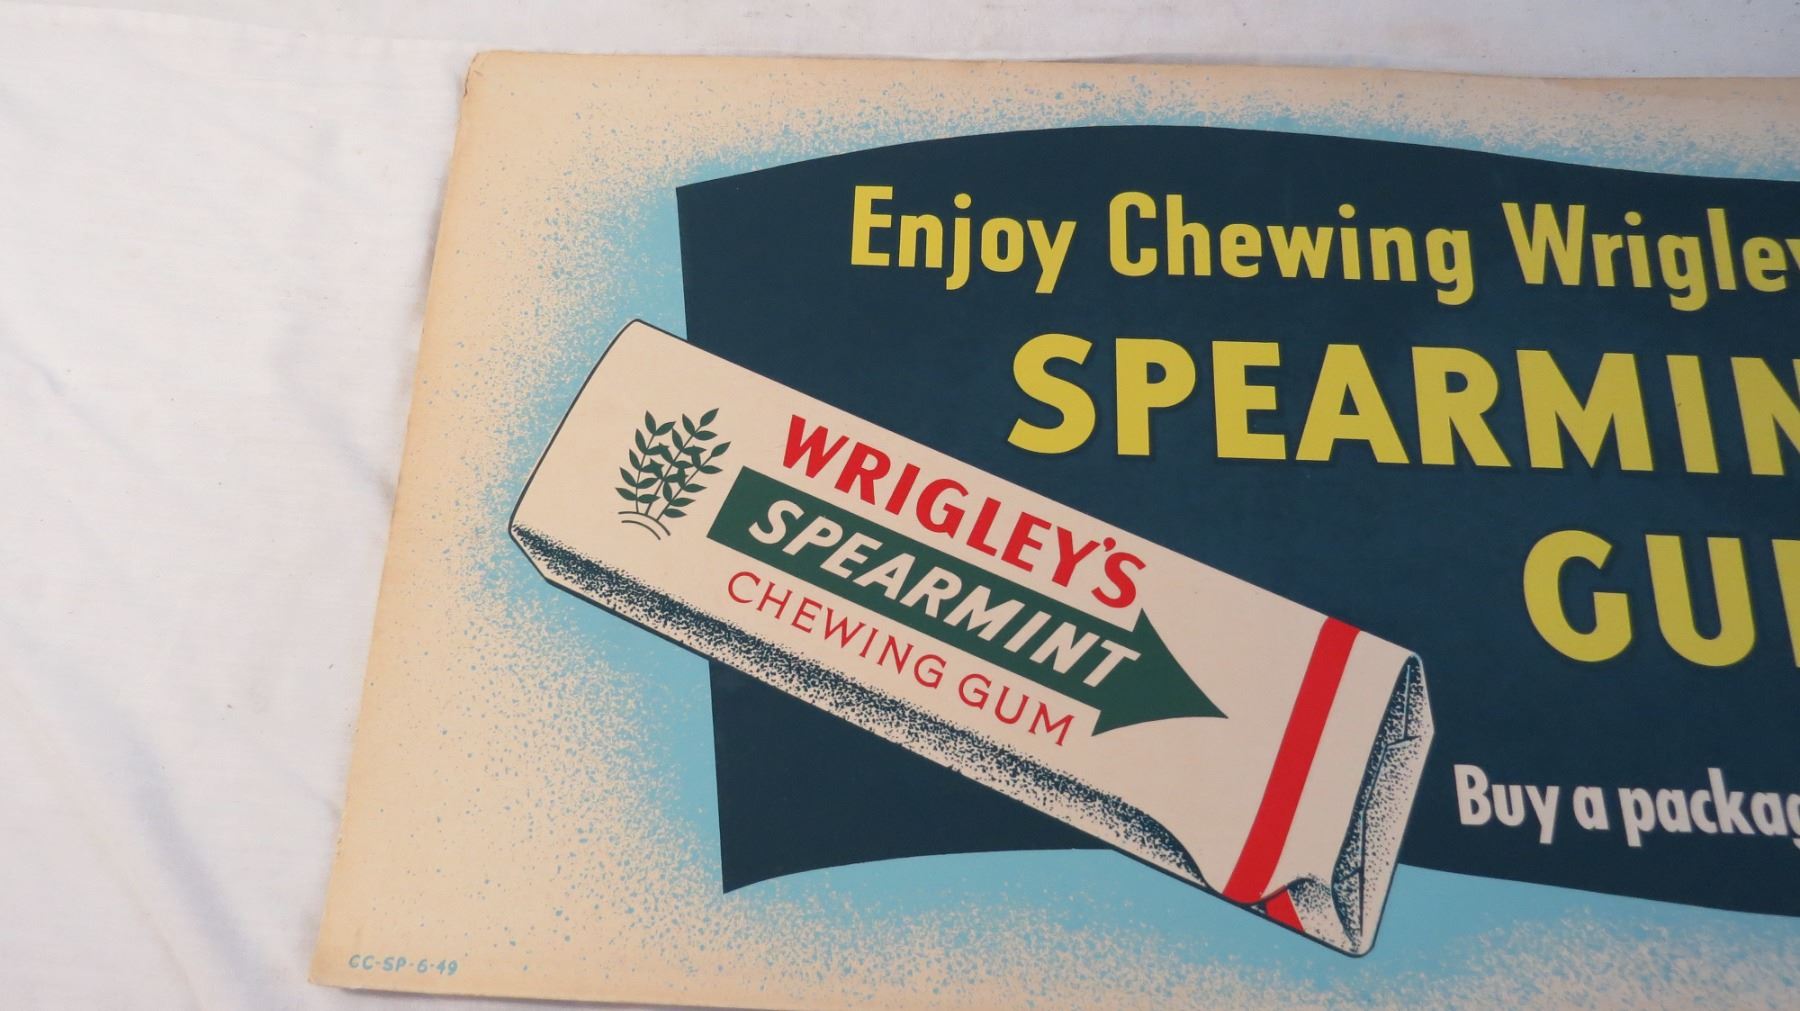 Enjoy Chewing Wrigley
SPEARMIN
GU
WRIGLEY'S
SPEARMINT
CHEWING GUM
Buy a packag
CC-SP-6-49